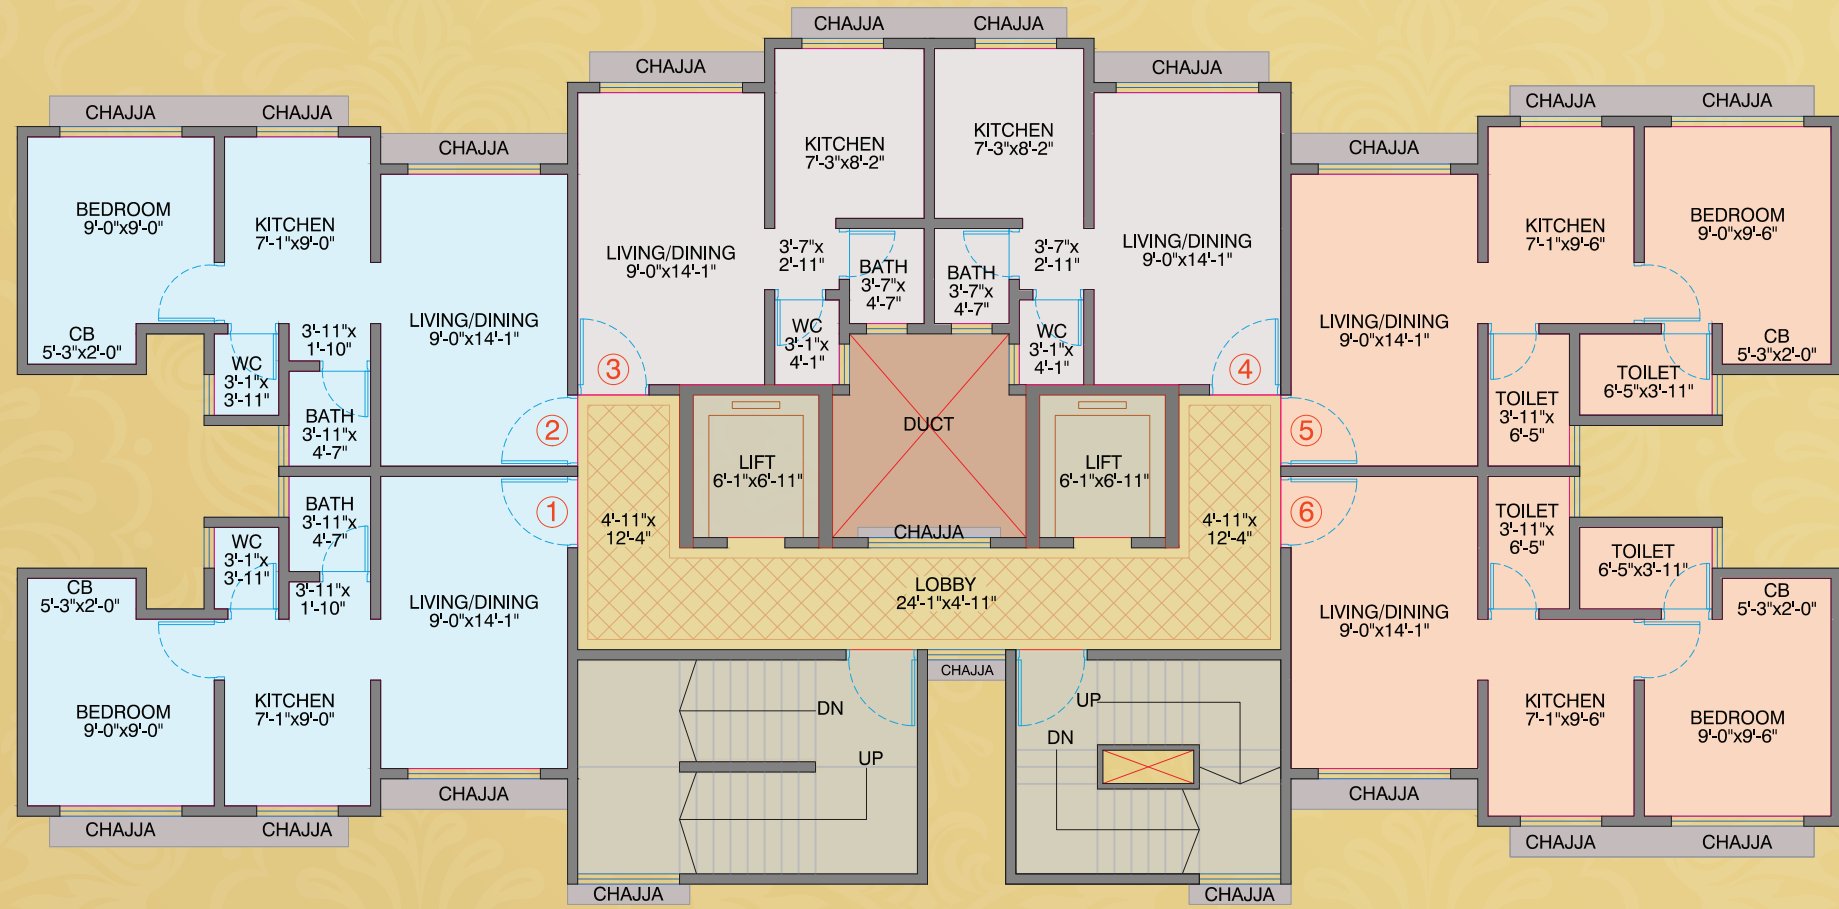 CHAJJA
CHAJJA
CHAJJA
CHAJJA
CHAJJA
CHAJJA
CHAJJA
CHAJJA
CHAJJA
CHAJJA
CHAJJA
BEDROOM
9'-0"x9'-0"
KITCHEN
7'-1"x9'-0"
CB
5'-3"x2'-0"
WC
3'-1"x
3'-11"
3'-11"x
1'-10"
BATH
3'-11"x
4'-7"
LIVING/DINING
9'-0"x14'-1"
2
LIVING/DINING
9'-0"x14'-1"
KITCHEN
7'-3"x8'-2"
3'-7"x
2'-11"
BATH
3'-7"x
4'-7"
WC
3'-1"x
4'-1"
3
KITCHEN
7'-3"x8'-2"
BATH
3'-7"x
4'-7"
3'-7"x
2'-11"
WC
3'-1"x
4'-1"
LIVING/DINING
9'-0"x14'-1"
4
LIVING/DINING
9'-0"x14'-1"
KITCHEN
7'-1"x9'-6"
BEDROOM
9'-0"x9'-6"
CB
5'-3"x2'-0"
TOILET
6'-5"x3'-11"
TOILET
3'-11"x
6'-5"
5
LIFT
6'-1"x6'-11"
DUCT
CHAJJA
LIFT
6'-1"x6'-11"
4'-11"x
12'-4"
4'-11"x
12'-4"
LOBBY
24'-1"x4'-11"
1
BATH
3'-11"x
4'-7"
WC
3'-1"x
3'-11"
3'-11"x
1'-10"
CB
5'-3"x2'-0"
LIVING/DINING
9'-0"x14'-1"
BEDROOM
9'-0"x9'-0"
KITCHEN
7'-1"x9'-0"
6
TOILET
3'-11"x
6'-5"
TOILET
6'-5"x3'-11"
CB
5'-3"x2'-0"
LIVING/DINING
9'-0"x14'-1"
KITCHEN
7'-1"x9'-6"
BEDROOM
9'-0"x9'-6"
CHAJJA
DN
UP
UP
DN
CHAJJA
CHAJJA
CHAJJA
CHAJJA
CHAJJA
CHAJJA
CHAJJA
CHAJJA